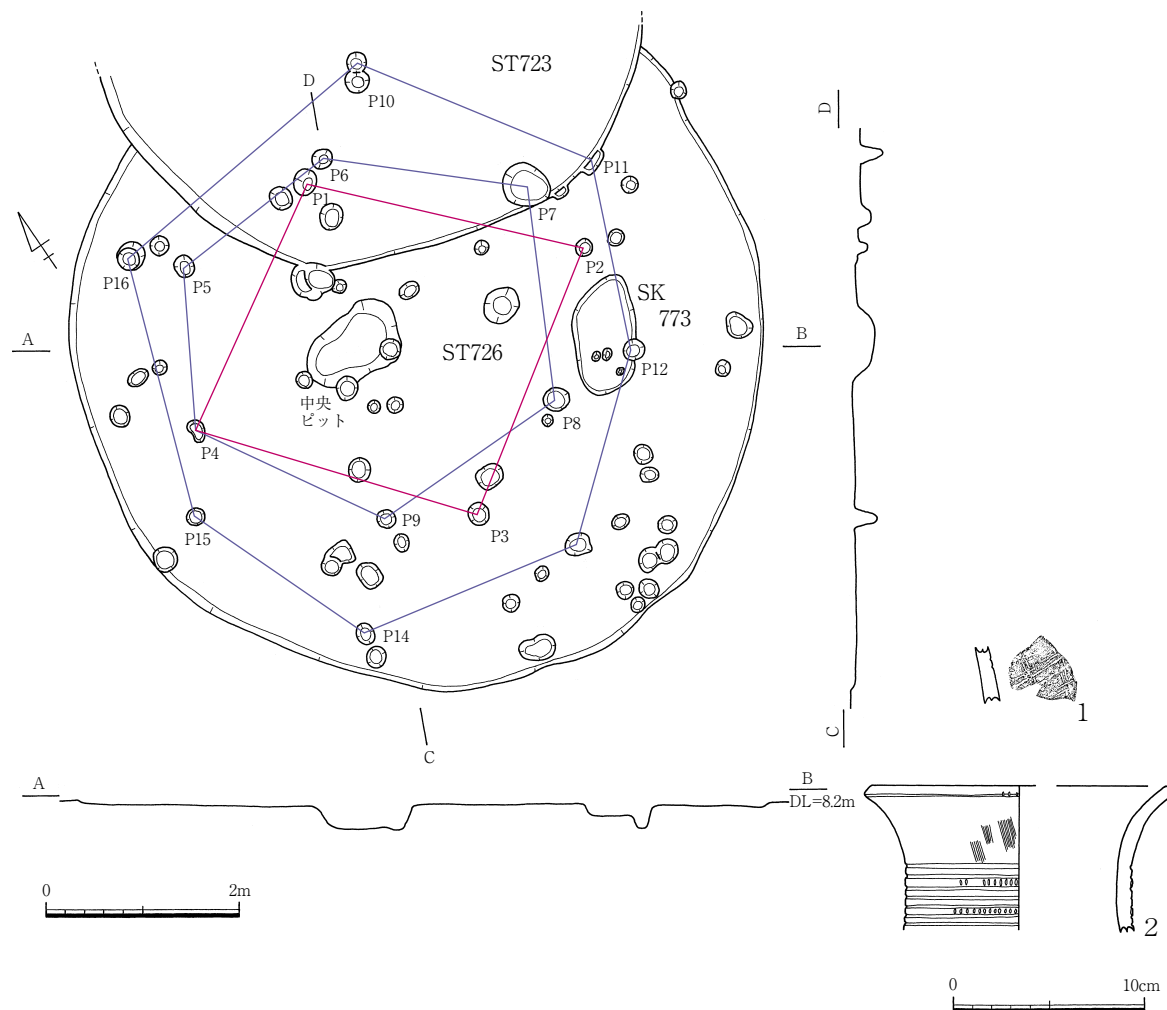 ST723
D
P10
P6
P1
P11
P7
P16
P5
P2
SK
773
A
B
ST726
P12
中央
ピット
P4
P8
P9
P3
P15
P14
C
D
C
1
A
B
DL=8.2m
0
2m
2
0
10cm